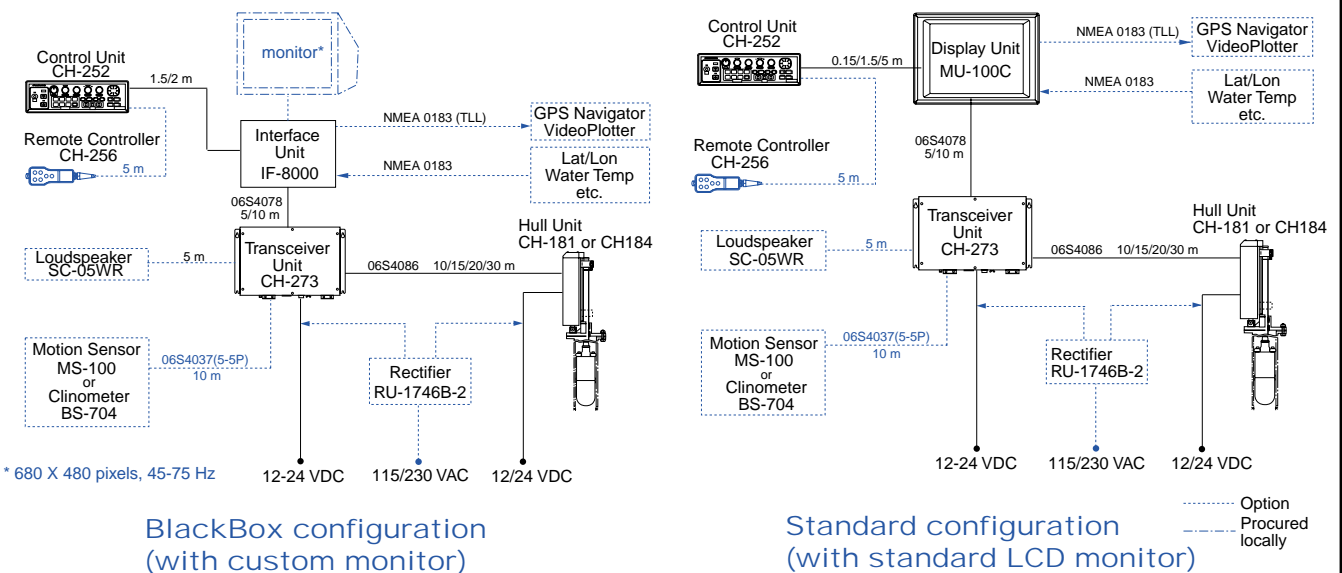 Control Unit
CH-252
1.5/2 m
monitor*
Remote Controller
CH-256
5 m
Interface
Unit
IF-8000
NMEA 0183 (TLL)
GPS Navigator
VideoPlotter
NMEA 0183
Lat/Lon
Water Temp
etc.
06S4078
5/10 m
Loudspeaker
SC-05WR
5 m
Transceiver
Unit
CH-273
06S4086 10/15/20/30 m
Hull Unit
CH-181 or CH184
Motion Sensor
MS-100
or
Clinometer
BS-704
06S4037(5-5P)
10 m
Rectifier
RU-1746B-2
* 680 X 480 pixels, 45-75 Hz
12-24 VDC
115/230 VAC
12/24 VDC
BlackBox configuration
(with custom monitor)
Control Unit
CH-252
0.15/1.5/5 m
Display Unit
MU-100C
NMEA 0183 (TLL)
GPS Navigator
VideoPlotter
NMEA 0183
Lat/Lon
Water Temp
etc.
Remote Controller
CH-256
5 m
06S4078
5/10 m
Loudspeaker
SC-05WR
5 m
Transceiver
Unit
CH-273
06S4086 10/15/20/30 m
Hull Unit
CH-181 or CH184
Motion Sensor
MS-100
or
Clinometer
BS-704
06S4037(5-5P)
10 m
Rectifier
RU-1746B-2
12-24 VDC
115/230 VAC
12/24 VDC
Standard configuration
(with standard LCD monitor)
Option
Procured
locally